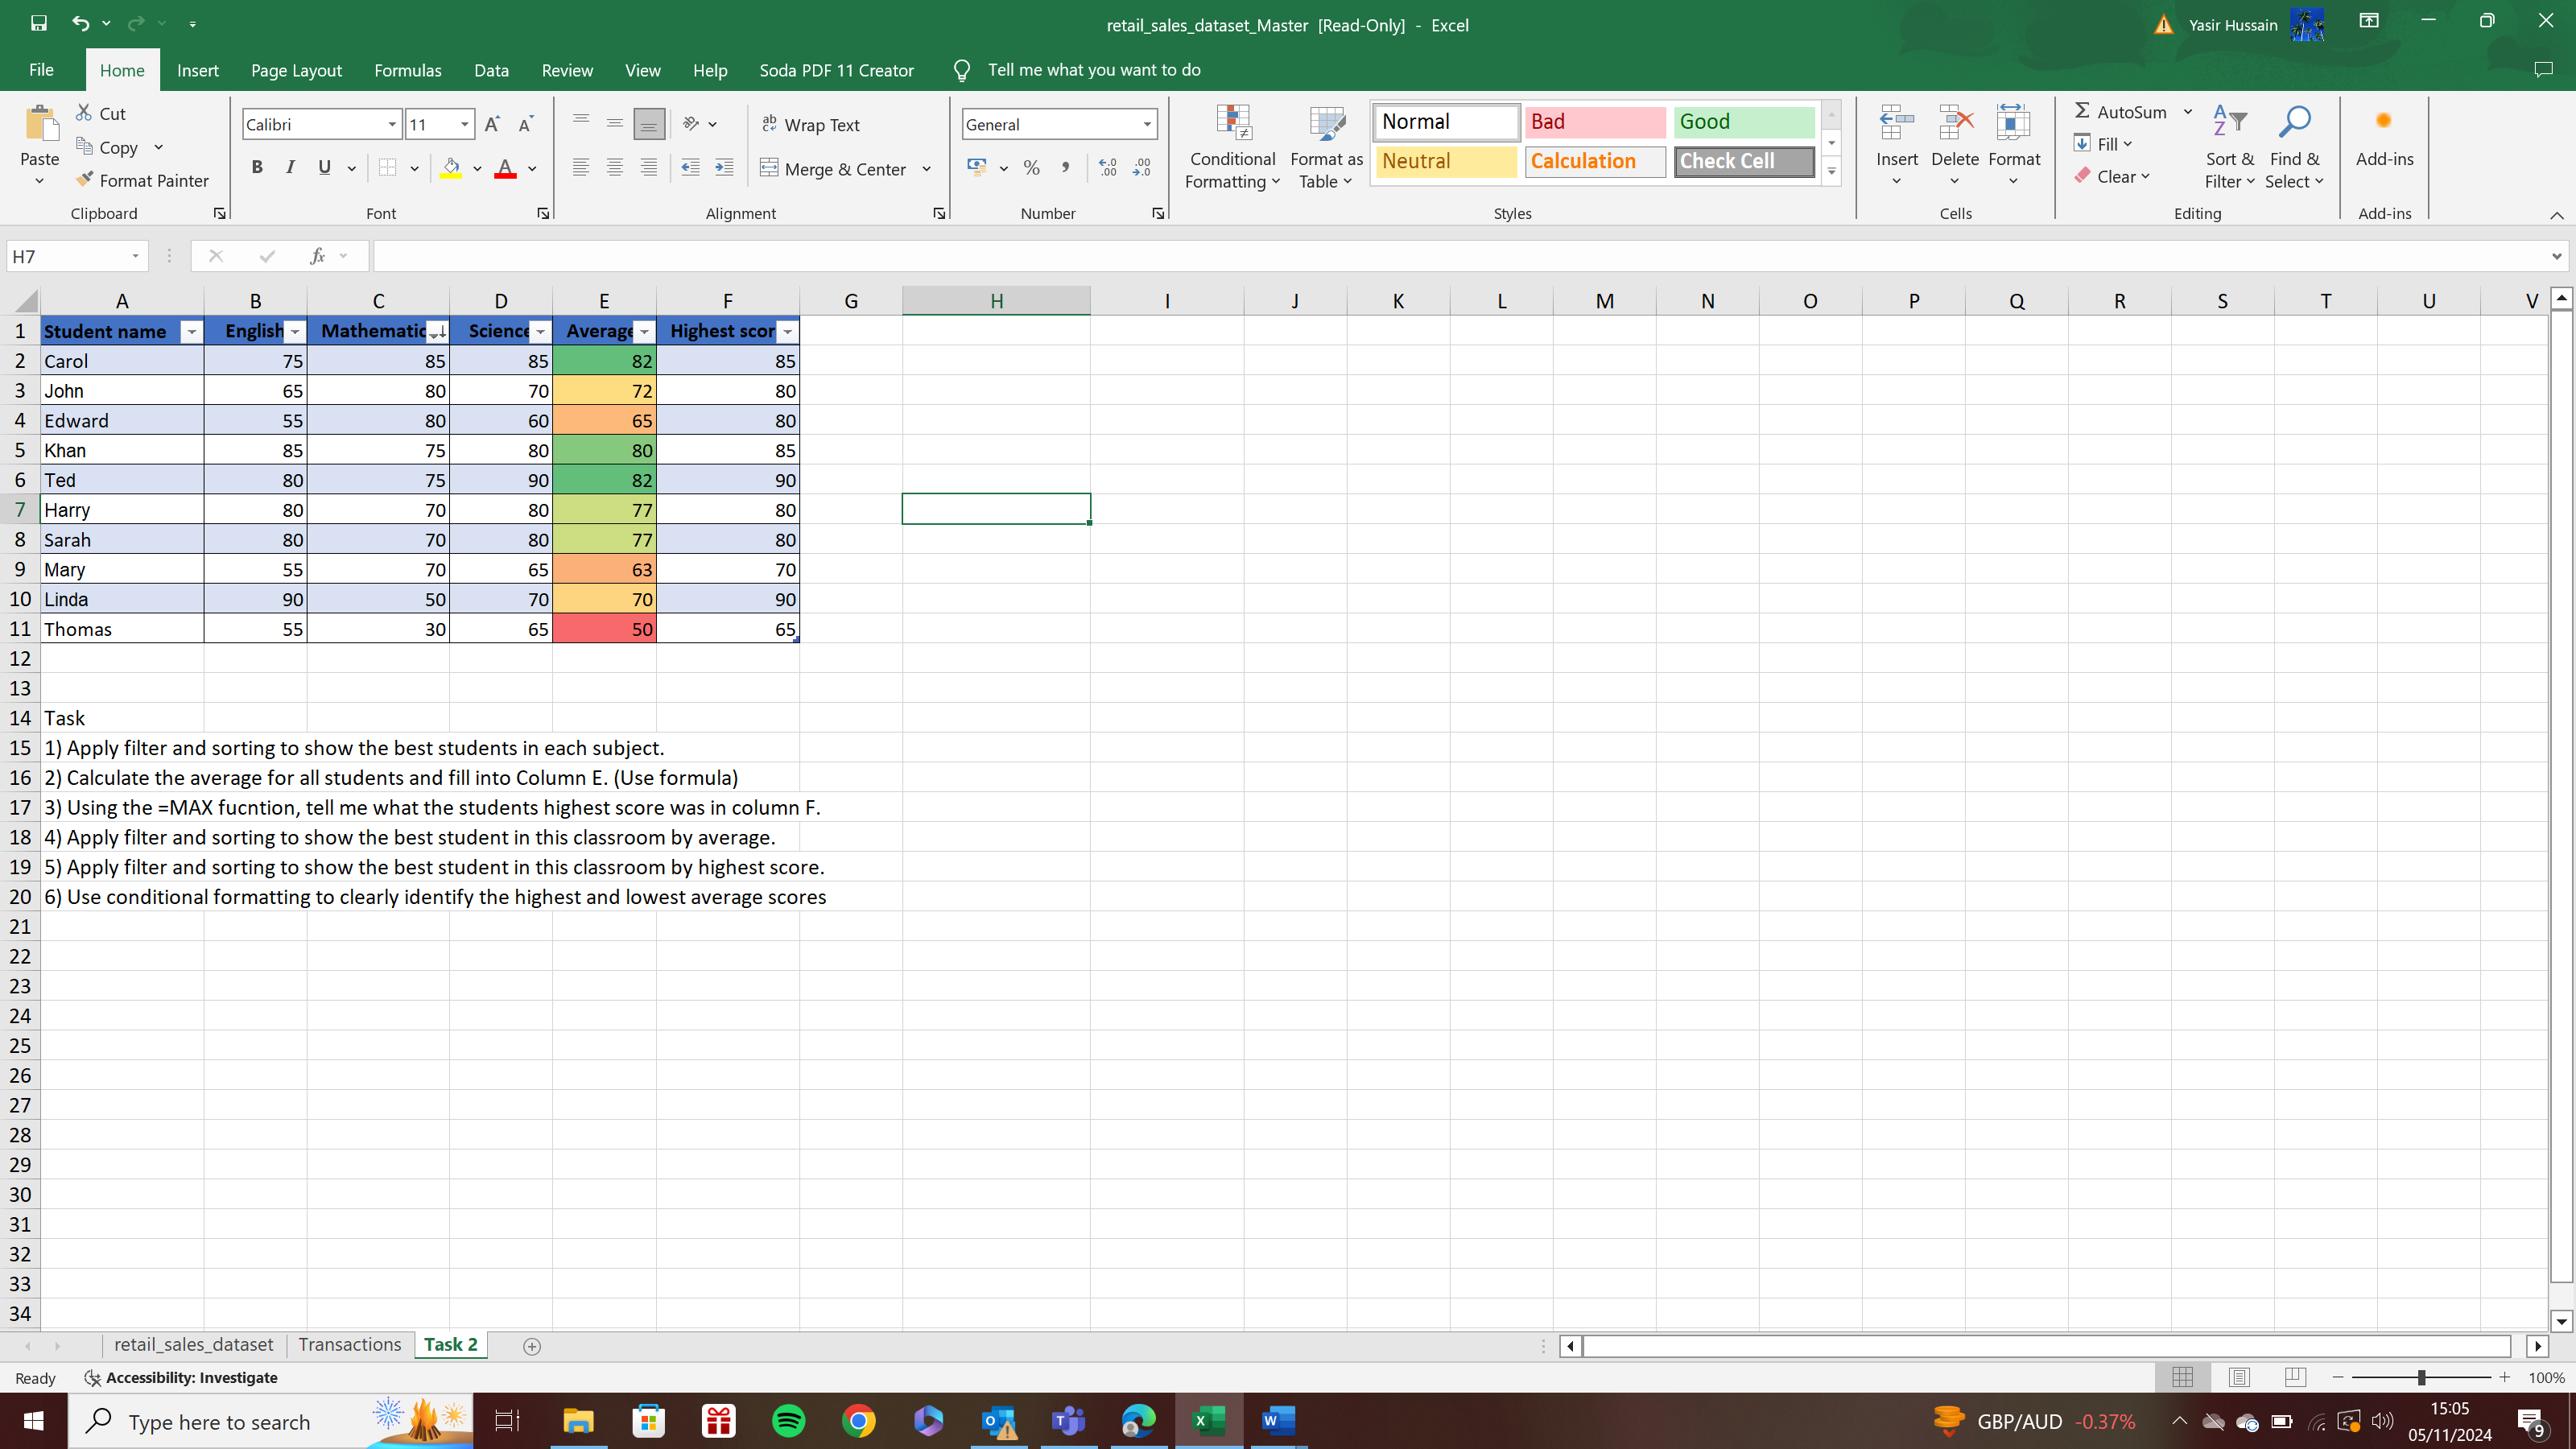 retail_sales_dataset_Master [Read-Only] - Excel
Yasir Hussain
File Home Insert Page Layout Formulas Data Review View Help Soda PDF 11 Creator Tell me what you want to do
Paste
Cut
Copy
Format Painter
Clipboard
Calibri 11
B I U
Font
Wrap Text
Merge & Center
Alignment
General
Number
Conditional Formatting
Format as Table
Normal Bad Good
Neutral Calculation Check Cell
Styles
Insert Delete Format
Cells
AutoSum
Fill
Clear
Sort & Filter
Find & Select
Editing
Add-ins
Add-ins
H7
fx
A B C D E F G H I J K L M N O P Q R S T U V
1 Student name English Mathematic Science Average Highest scor
2 Carol 75 85 85 82 85
3 John 65 80 70 72 80
4 Edward 55 80 60 65 80
5 Khan 85 75 80 80 85
6 Ted 80 75 90 82 90
7 Harry 80 70 80 77 80
8 Sarah 80 70 80 77 80
9 Mary 55 70 65 63 70
10 Linda 90 50 70 70 90
11 Thomas 55 30 65 50 65
12
13
14 Task
15 1) Apply filter and sorting to show the best students in each subject.
16 2) Calculate the average for all students and fill into Column E. (Use formula)
17 3) Using the =MAX fucntion, tell me what the students highest score was in column F.
18 4) Apply filter and sorting to show the best student in this classroom by average.
19 5) Apply filter and sorting to show the best student in this classroom by highest score.
20 6) Use conditional formatting to clearly identify the highest and lowest average scores
21
22
23
24
25
26
27
28
29
30
31
32
33
34
retail_sales_dataset Transactions Task 2
Ready Accessibility: Investigate 100%
Type here to search
GBP/AUD -0.37%
15:05
05/11/2024
9